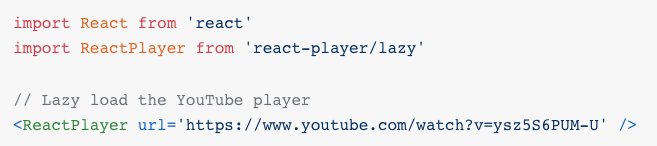 import React from 'react'
import ReactPlayer from 'react-player/lazy'
// Lazy load the YouTube player
<ReactPlayer url='https://www.youtube.com/watch?v=ysz5S6PUM-U' />